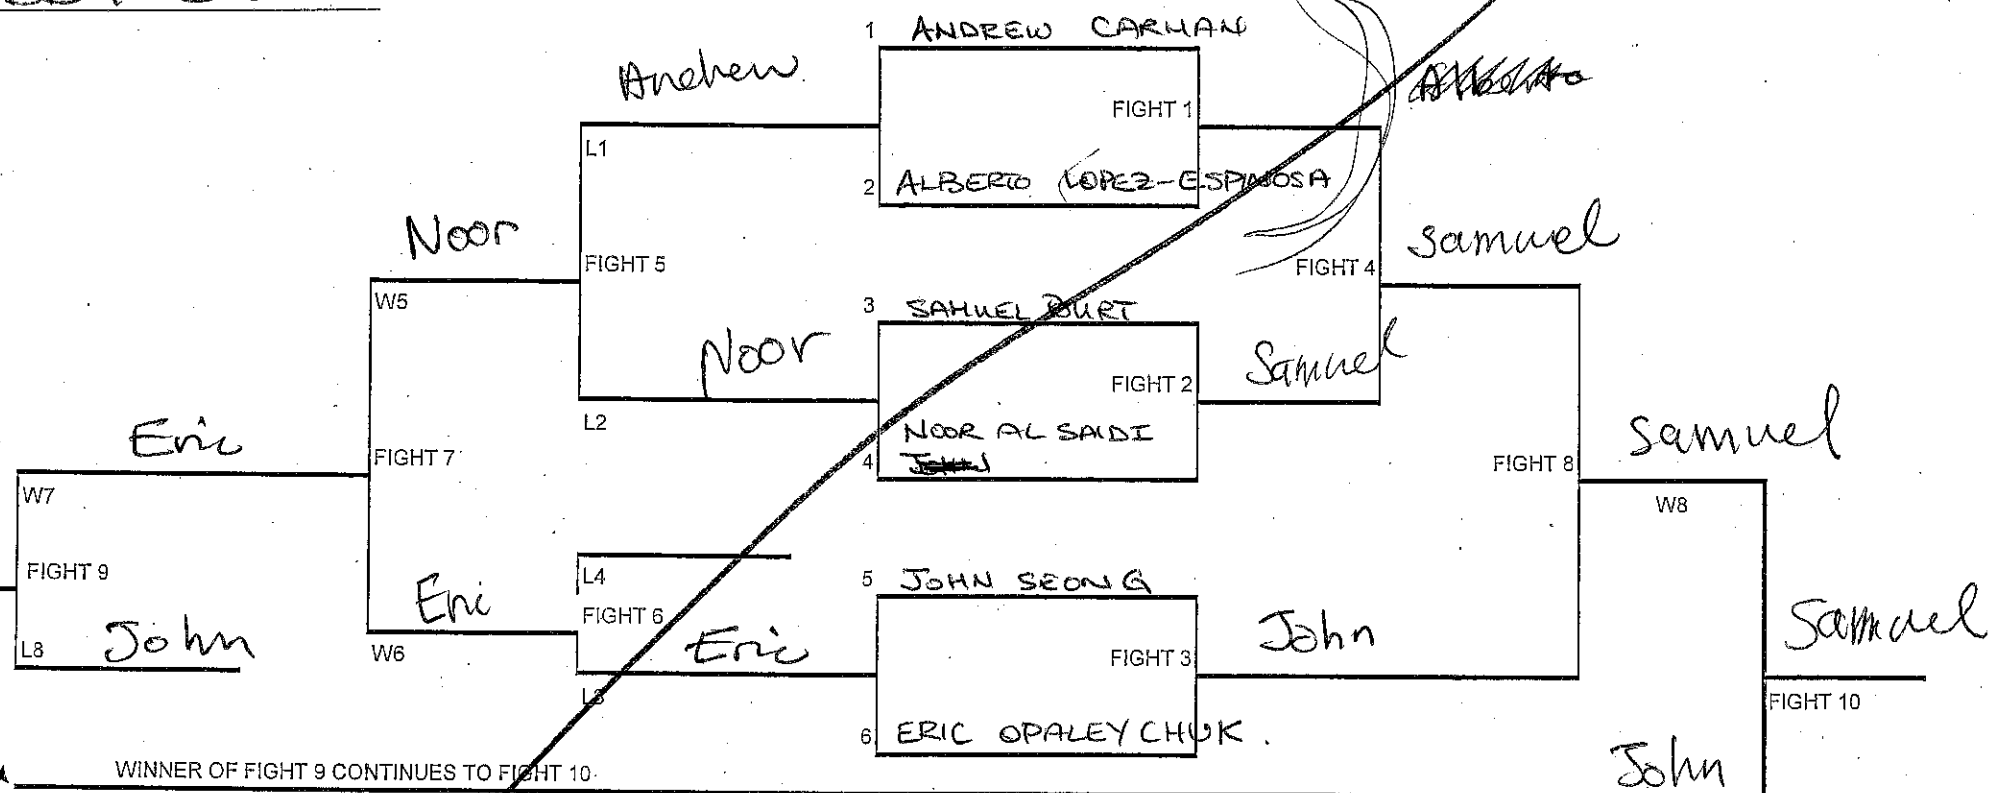 1 ANDREW CARMAN
Andrew
FIGHT 1
L1
2 ALBERTO LOPEZ-ESPINOSA
Noor
Samuel
FIGHT 5
FIGHT 4
W5
3 SAMUEL BURT
Noor
Samuel
FIGHT 2
L2
NOOR AL SAIDI
4
Eric
Samuel
FIGHT 7
FIGHT 8
W7
W8
FIGHT 9
L4
5 JOHN SEONG
Eric
FIGHT 6
John
Samuel
L8 John
W6
Eric
FIGHT 3
L3
FIGHT 10
6 ERIC OPALEYCHUK.
John
WINNER OF FIGHT 9 CONTINUES TO FIGHT 10